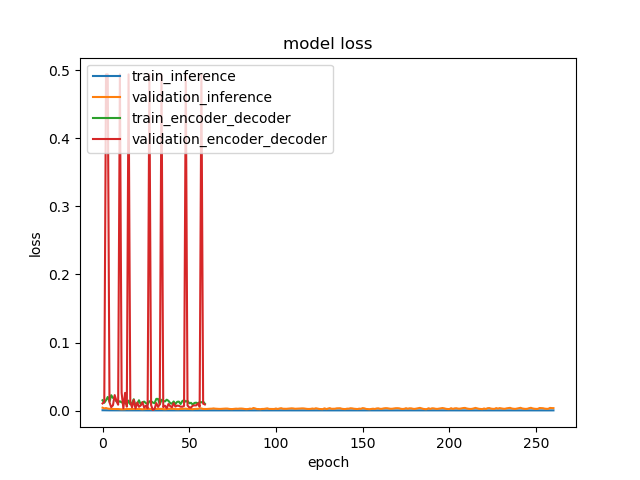 model loss
train_inference
validation_inference
train_encoder_decoder
validation_encoder_decoder
loss
0.5
0.4
0.3
0.2
0.1
0.0
0 50 100 150 200 250
epoch